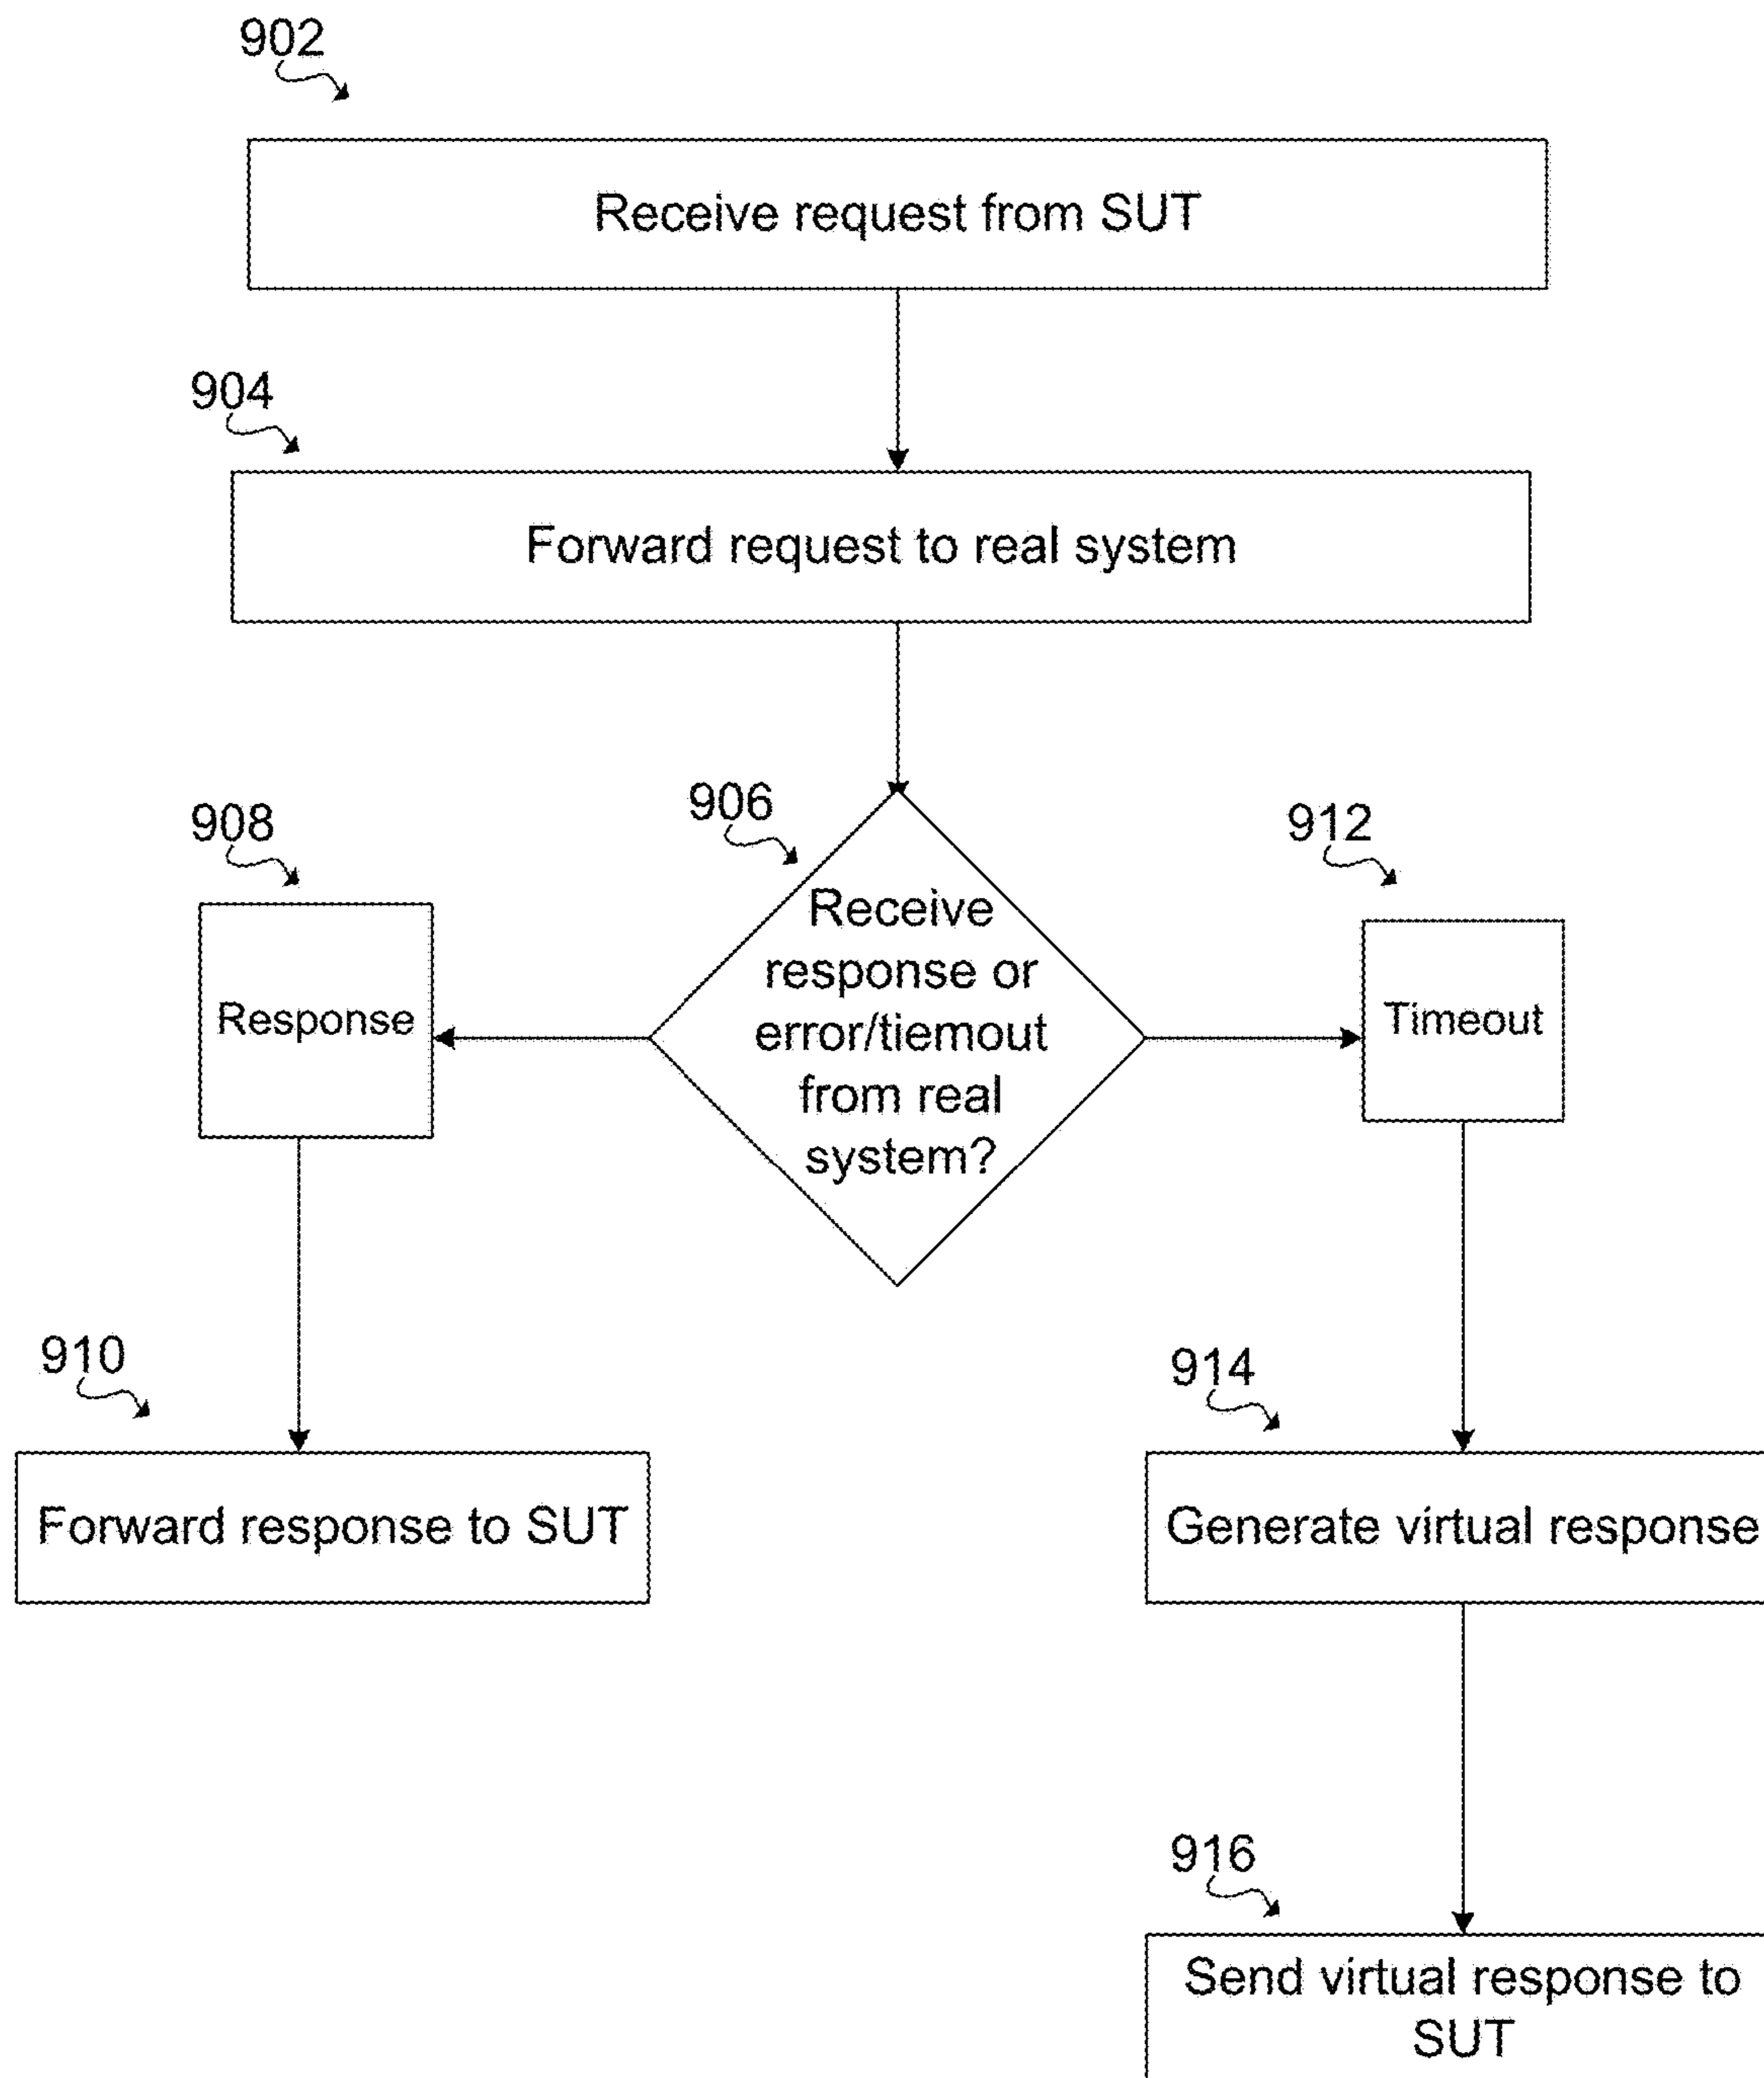 902
Receive request from SUT
904
Forward request to real system
906
Receive
response or
error/tiemout
from real
system?
908
Response
912
Timeout
910
Forward response to SUT
914
Generate virtual response
916
Send virtual response to
SUT